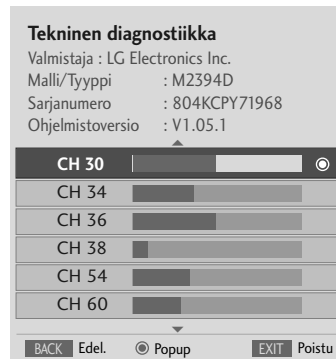 Tekninen diagnostiikka
Valmistaja : LG Electronics Inc.
Malli/Tyyppi : M2394D
Sarjanumero : 804KCPY71968
Ohjelmistoversio : V1.05.1
CH 30
CH 34
CH 36
CH 38
CH 54
CH 60
BACK Edel. Popup EXIT Poistu